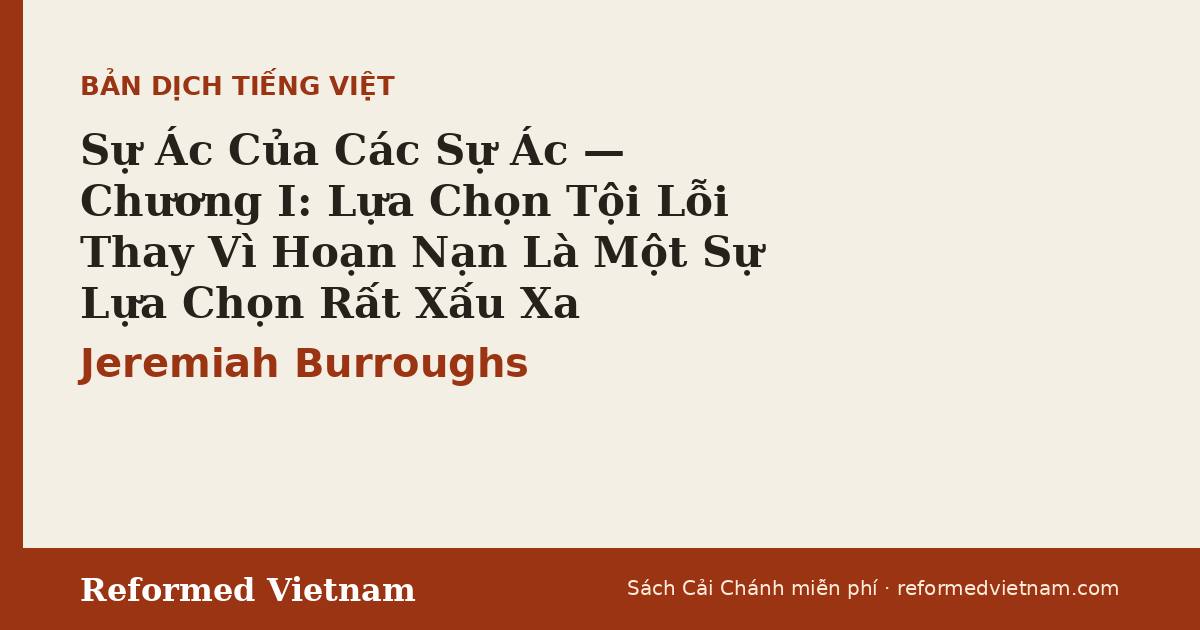 BẢN DỊCH TIẾNG VIỆT
Sự Ác Của Các Sự Ác —
Chương I: Lựa Chọn Tội Lỗi
Thay Vì Hoạn Nạn Là Một Sự
Lựa Chọn Rất Xấu Xa
Jeremiah Burroughs
Reformed Vietnam
Sách Cải Chánh miễn phí · reformedvietnam.com